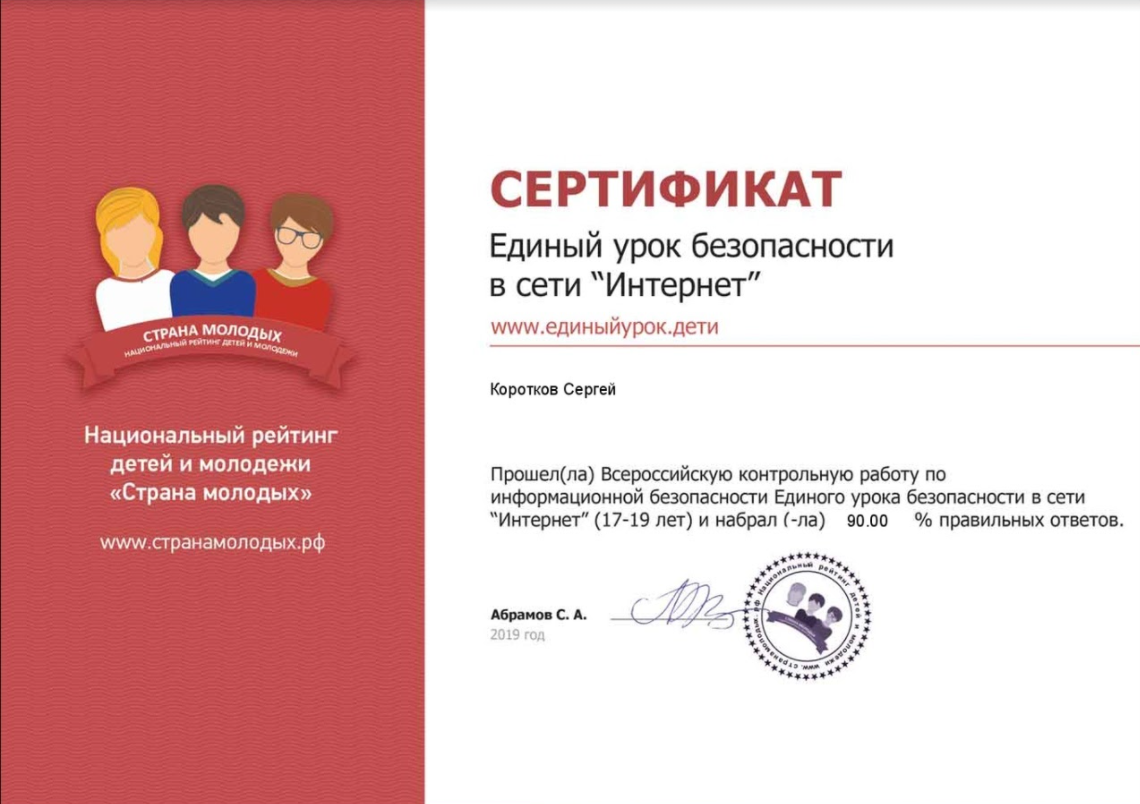 СТРАНА МОЛОДЫХ
НАЦИОНАЛЬНЫЙ РЕЙТИНГ ДЕТЕЙ И МОЛОДЕЖИ
Национальный рейтинг
детей и молодежи
«Страна молодых»
www.странамолодых.рф
СЕРТИФИКАТ
Единый урок безопасности
в сети “Интернет”
www.единыйурок.дети
Коротков Сергей
Прошел(ла) Всероссийскую контрольную работу по
информационной безопасности Единого урока безопасности в сети
“Интернет” (17-19 лет) и набрал (-ла) 90.00 % правильных ответов.
Абрамов С. А.
2019 год
Национальный рейтинг детей и молодежи www.странамолодых.рф